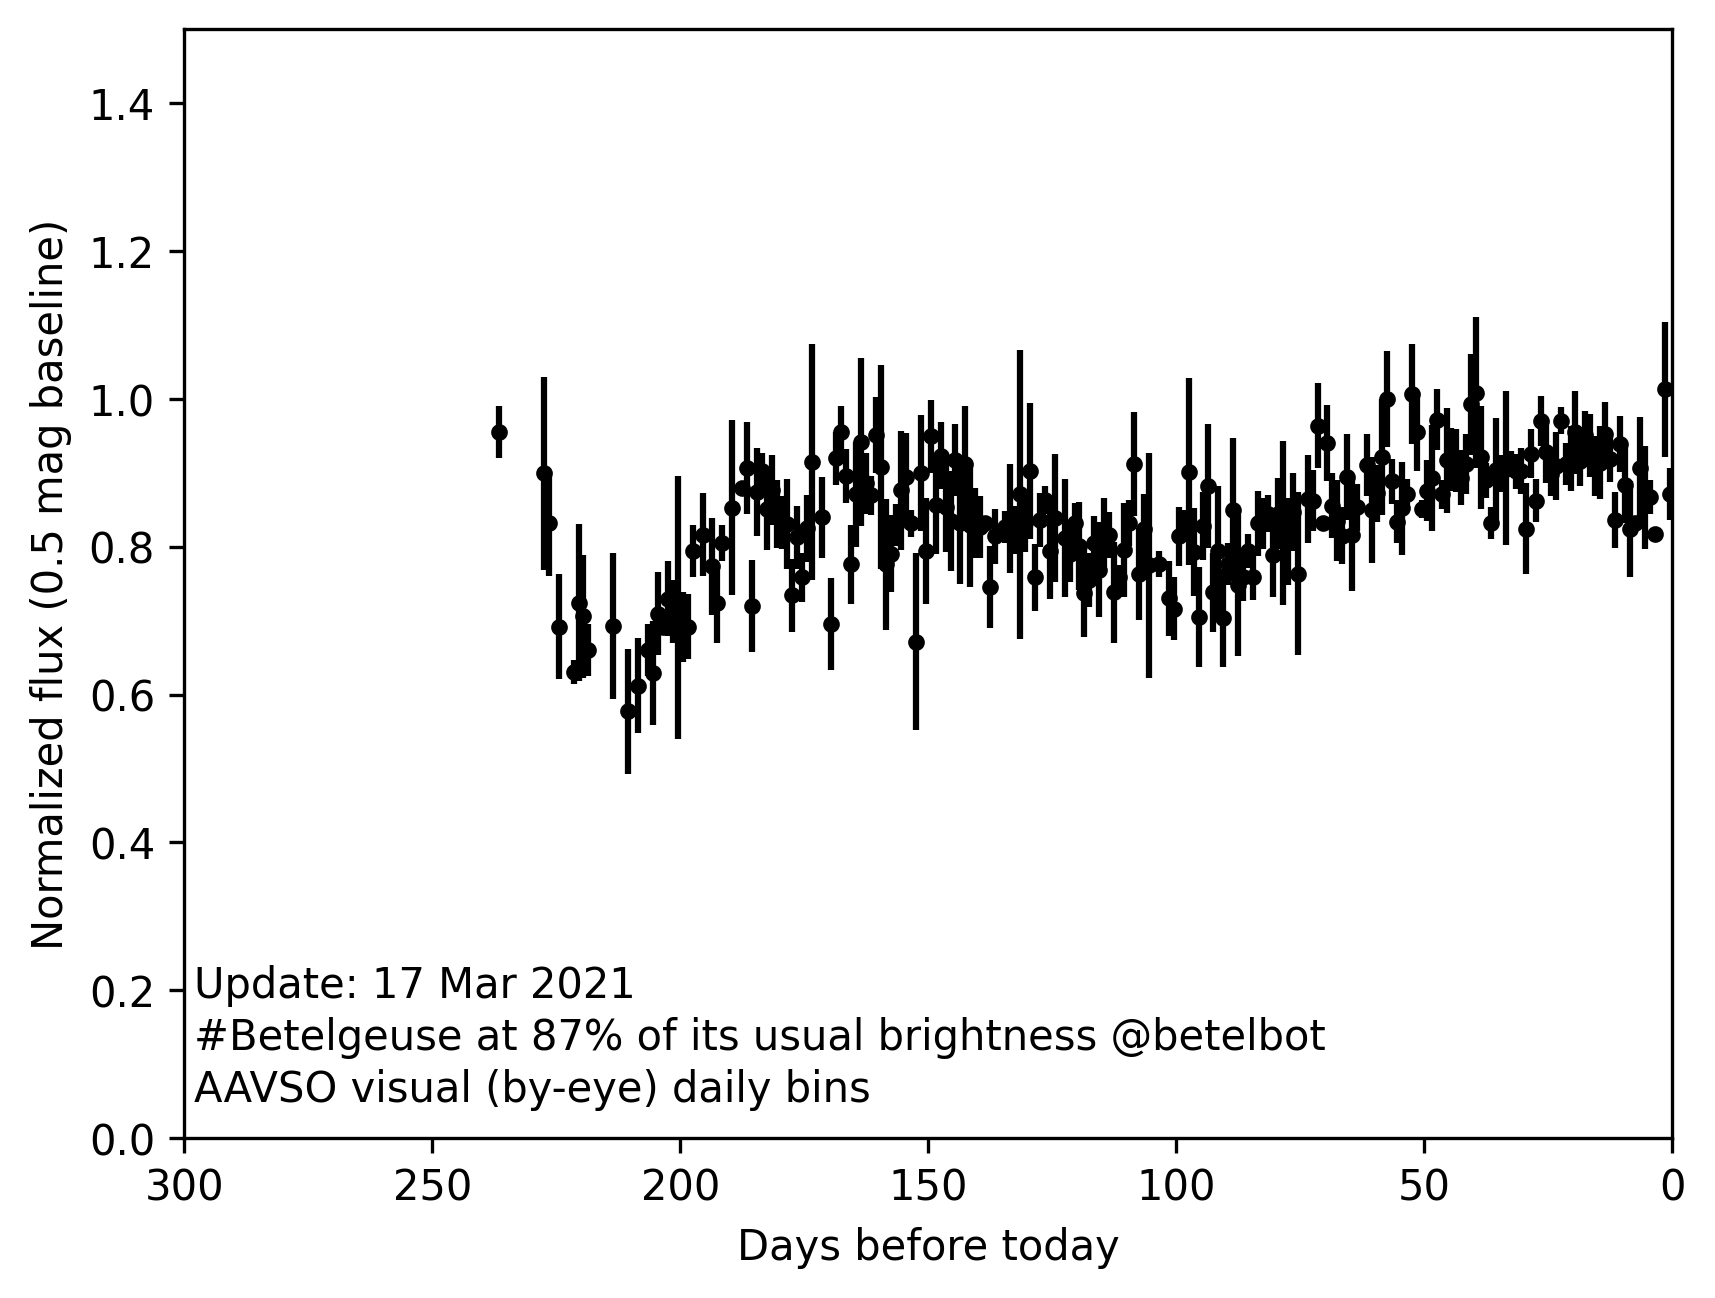 1.4
1.2
1.0
0.8
0.6
0.4
0.2
0.0
Normalized flux (0.5 mag baseline)
Update: 17 Mar 2021
#Betelgeuse at 87% of its usual brightness @betelbot
AAVSO visual (by-eye) daily bins
300 250 200 150 100 50 0
Days before today